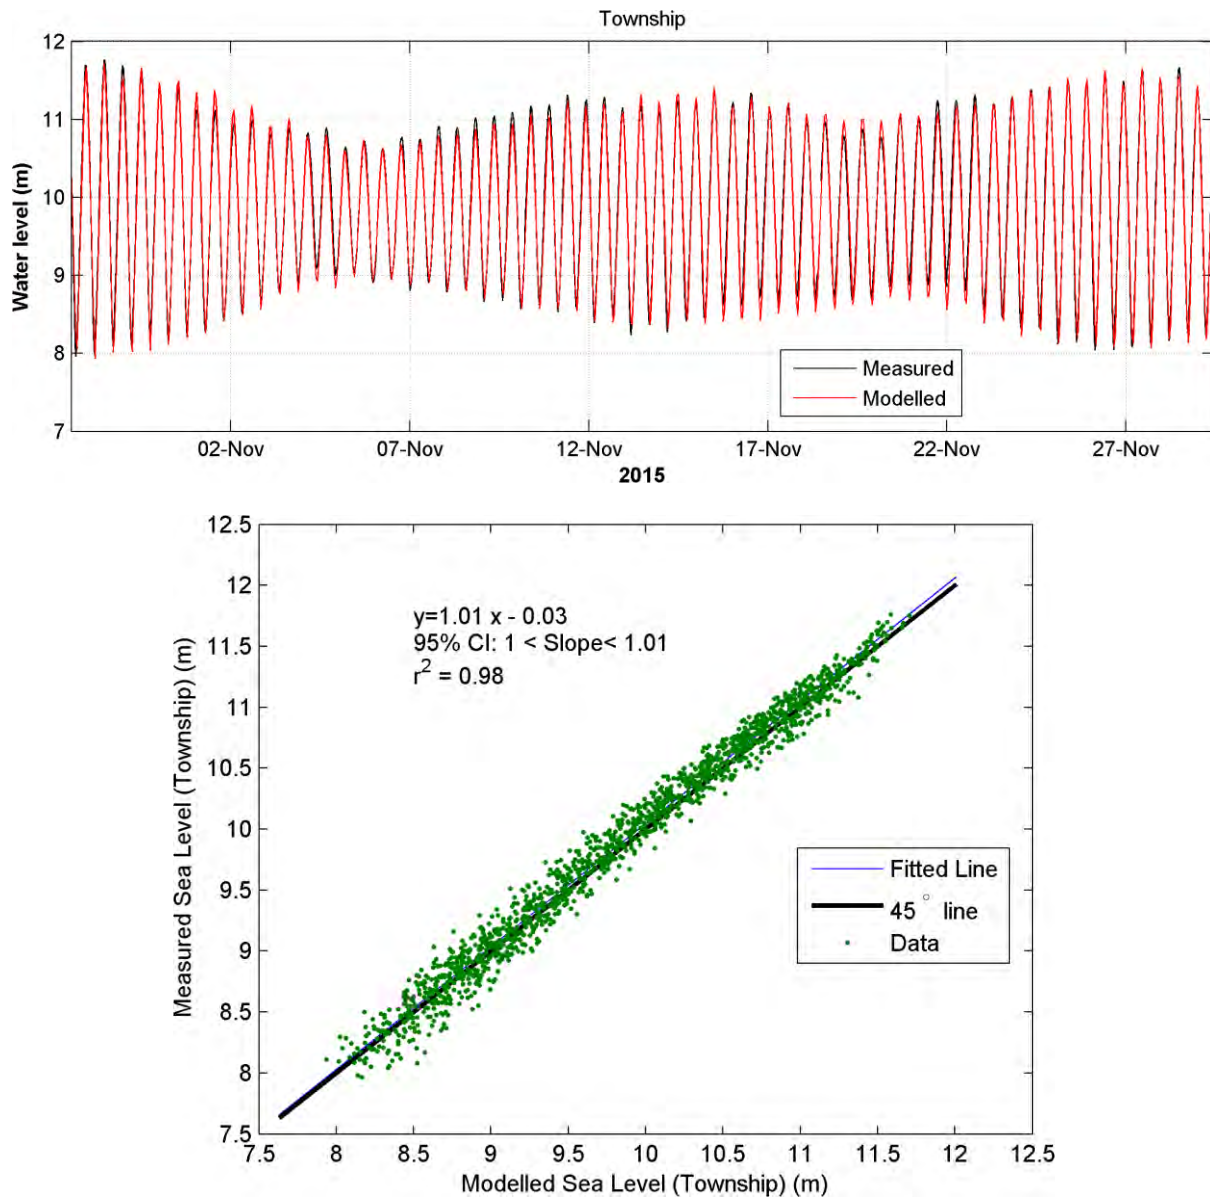 Township
12
11
10
9
8
7
Water level (m)
Measured
Modelled
02-Nov 07-Nov 12-Nov 17-Nov 22-Nov 27-Nov
2015
12.5
12
11.5
11
10.5
10
9.5
9
8.5
8
7.5
Measured Sea Level (Township) (m)
y=1.01 x - 0.03
95% CI: 1 < Slope< 1.01
r² = 0.98
Fitted Line
45° line
Data
7.5 8 8.5 9 9.5 10 10.5 11 11.5 12 12.5
Modelled Sea Level (Township) (m)